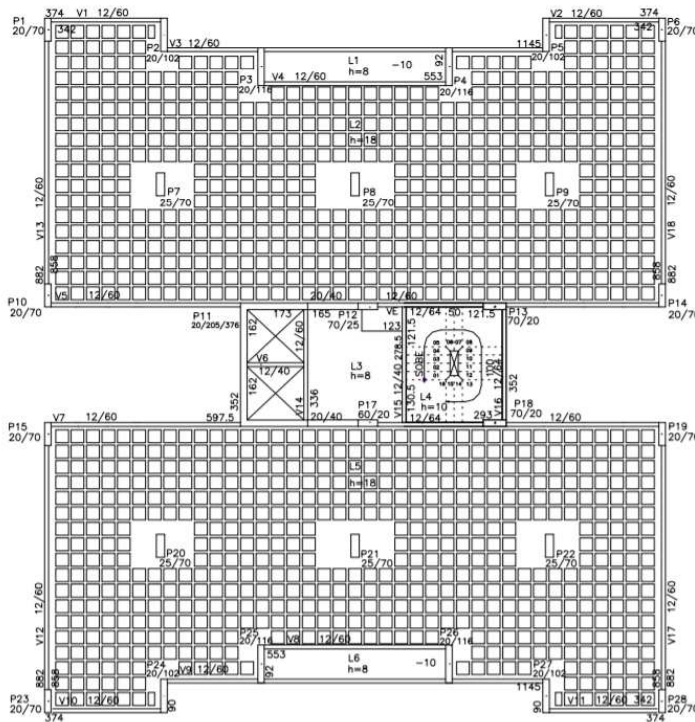 P1 374 V1 12/60 V2 12/60 374 P6
20/70 342 342 20/70
P2 V3 12/60 1145 P5
20/102 92 L1 -10 20/102
h=8
P3 V4 12/60 553 P4
20/116 20/116
L2
h=18
P7 P8 P9
25/70 25/70 25/70
12/60 12/60
V13 V18
882 858 858 882
P10 V5 12/60 20/40 12/60 P14
20/70 20/70
P11 173 165 P12 VE 12/64 50 121.5 P13
20/205/376 70/25 70/20
162 12/60 123 121.5
V6 278.5 SOBE 100
12/40 L3 12/40 12/64
h=8
352 162 V14 336 V15 130.5 L4 V16 352
h=10
V7 12/60 597.5 20/40 P17 12/64 293 P18 12/60
60/20 70/20
P15 P19
20/70 20/70
L5
h=18
P20 P21 P22
25/70 25/70 25/70
12/60 12/60
V12 V17
P25 V8 12/60 P26
20/116 20/116
553 L6 -10
92 h=8
P24 P27
20/102 20/102
V9 12/60 1145
882 858 858 882
P23 V10 12/60 90 90 V11 12/60 342 P28
20/70 20/70
374 374